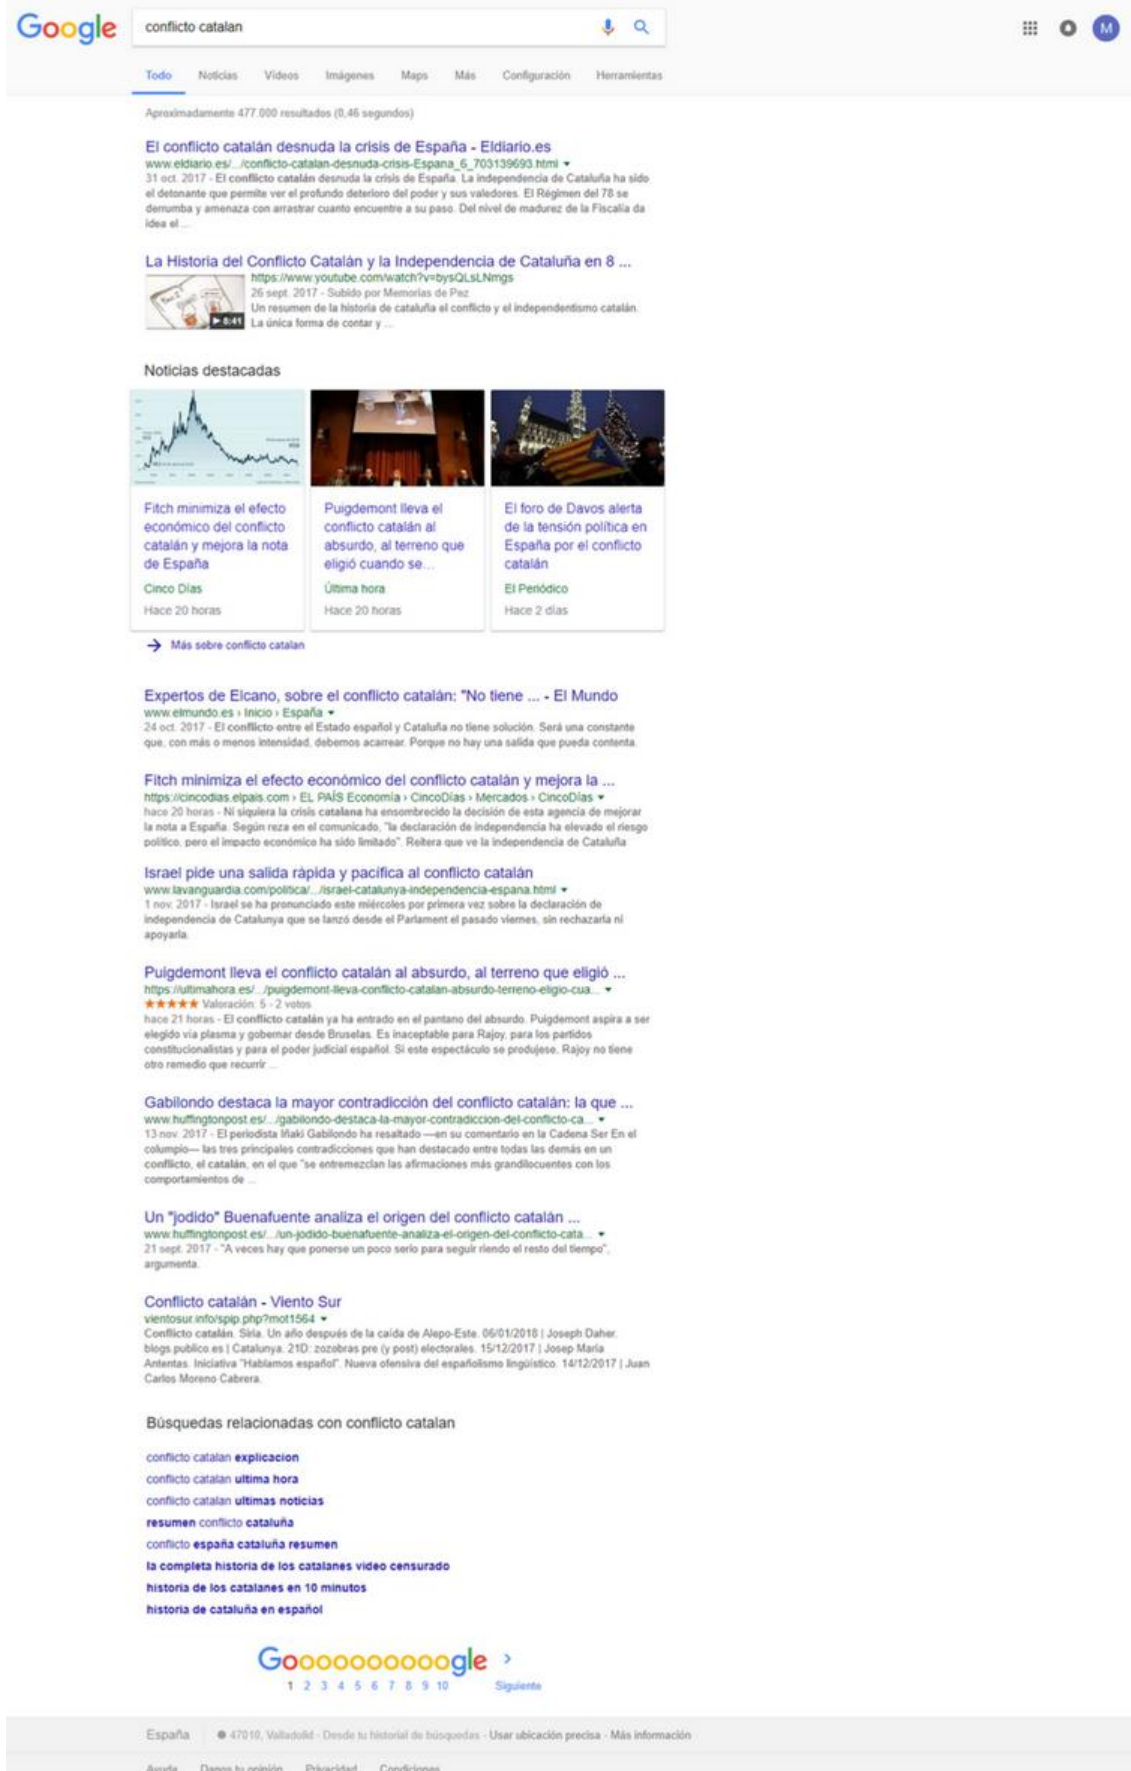 Google
conflicto catalan
M
Todo Noticias Vídeos Imágenes Maps Más Configuración Herramientas
Aproximadamente 477.000 resultados (0,46 segundos)
El conflicto catalán desnuda la crisis de España - Eldiario.es
www.eldiario.es/.../conflicto-catalan-desnuda-crisis-Espana_6_703139693.html
31 oct. 2017 - El conflicto catalán desnuda la crisis de España. La independencia de Cataluña ha sido
el detonante que permite ver el profundo deterioro del poder y sus valedores. El Régimen del 78 se
derrumba y amenaza con arrastrar cuanto encuentre a su paso. Del nivel de madurez de la Fiscalía da
idea el ...
La Historia del Conflicto Catalán y la Independencia de Cataluña en 8 ...
https://www.youtube.com/watch?v=bysQLsLNmgs
26 sept. 2017 - Subido por Memorias de Pez
Un resumen de la historia de cataluña el conflicto y el independentismo catalán.
La única forma de contar y ...
8:41
Noticias destacadas
Fitch minimiza el efecto
económico del conflicto
catalán y mejora la nota
de España
Cinco Días
Hace 20 horas
Puigdemont lleva el
conflicto catalán al
absurdo, al terreno que
eligió cuando se...
Última hora
Hace 20 horas
El foro de Davos alerta
de la tensión política en
España por el conflicto
catalán
El Periódico
Hace 2 días
Más sobre conflicto catalan
Expertos de Elcano, sobre el conflicto catalán: "No tiene ... - El Mundo
www.elmundo.es › Inicio › España
24 oct. 2017 - El conflicto entre el Estado español y Cataluña no tiene solución. Será una constante
que, con más o menos intensidad, debemos acarrear. Porque no hay una salida que pueda contenta.
Fitch minimiza el efecto económico del conflicto catalán y mejora la ...
https://cincodias.elpais.com › EL PAÍS Economía › CincoDías › Mercados › CincoDías
hace 20 horas - Ni siquiera la crisis catalana ha ensombrecido la decisión de esta agencia de mejorar
la nota a España. Según reza en el comunicado, "la declaración de independencia ha elevado el riesgo
político, pero el impacto económico ha sido limitado". Reitera que ve la independencia de Cataluña
Israel pide una salida rápida y pacífica al conflicto catalán
www.lavanguardia.com/politica/.../israel-catalunya-independencia-espana.html
1 nov. 2017 - Israel se ha pronunciado este miércoles por primera vez sobre la declaración de
independencia de Catalunya que se lanzó desde el Parlament el pasado viernes, sin rechazarla ni
apoyarla.
Puigdemont lleva el conflicto catalán al absurdo, al terreno que eligió ...
https://ultimahora.es/.../puigdemont-lleva-conflicto-catalan-absurdo-terreno-eligio-cua...
★★★★★ Valoración: 5 - 2 votos
hace 21 horas - El conflicto catalán ya ha entrado en el pantano del absurdo. Puigdemont aspira a ser
elegido vía plasma y gobernar desde Bruselas. Es inaceptable para Rajoy, para los partidos
constitucionalistas y para el poder judicial español. Si este espectáculo se produjese, Rajoy no tiene
otro remedio que recurrir ...
Gabilondo destaca la mayor contradicción del conflicto catalán: la que ...
www.huffingtonpost.es/.../gabilondo-destaca-la-mayor-contradiccion-del-conflicto-ca...
13 nov. 2017 - El periodista Iñaki Gabilondo ha resaltado —en su comentario en la Cadena Ser En el
columpio— las tres principales contradicciones que han destacado entre todas las demás en un
conflicto, el catalán, en el que "se entremezclan las afirmaciones más grandilocuentes con los
comportamientos de ...
Un "jodido" Buenafuente analiza el origen del conflicto catalán ...
www.huffingtonpost.es/.../un-jodido-buenafuente-analiza-el-origen-del-conflicto-cata...
21 sept. 2017 - "A veces hay que ponerse un poco serio para seguir riendo el resto del tiempo",
argumenta.
Conflicto catalán - Viento Sur
vientosur.info/spip.php?mot1564
Conflicto catalán. Siria. Un año después de la caída de Alepo-Este. 06/01/2018 | Joseph Daher.
blogs.publico.es | Catalunya. 21D: zozobras pre (y post) electorales. 15/12/2017 | Josep María
Antentas. Iniciativa "Hablamos español". Nueva ofensiva del españolismo lingüístico. 14/12/2017 | Juan
Carlos Moreno Cabrera.
Búsquedas relacionadas con conflicto catalan
conflicto catalan explicacion
conflicto catalan ultima hora
conflicto catalan ultimas noticias
resumen conflicto cataluña
conflicto españa cataluña resumen
la completa historia de los catalanes video censurado
historia de los catalanes en 10 minutos
historia de cataluña en español
Goooooooooogle >
1 2 3 4 5 6 7 8 9 10 Siguiente
España 47010, Valladolid - Desde tu historial de búsquedas - Usar ubicación precisa - Más información
Ayuda Danos tu opinión Privacidad Condiciones